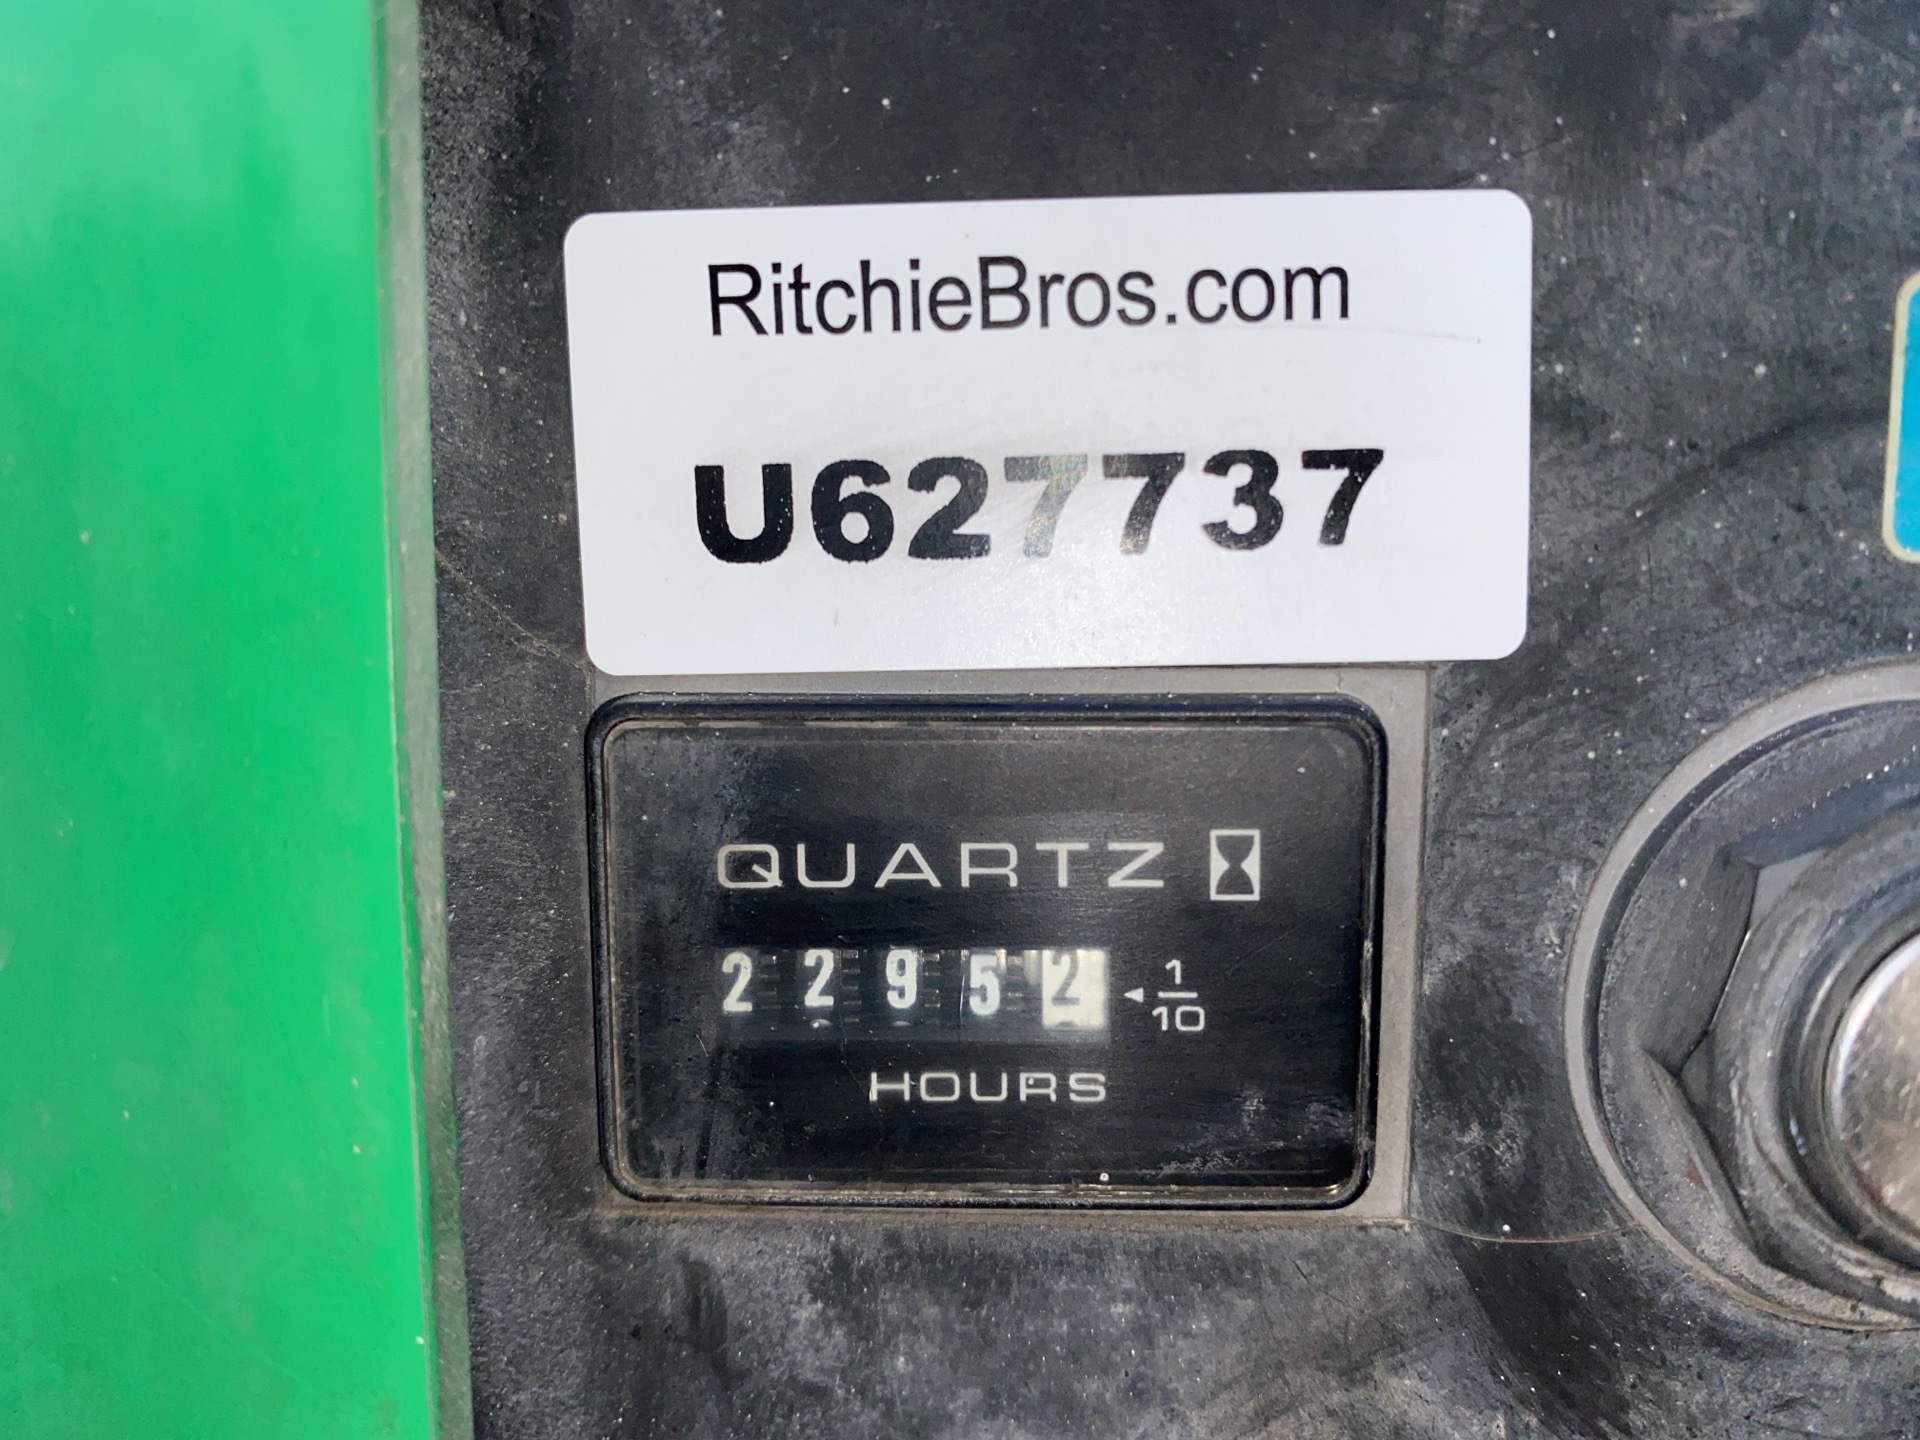 RitchieBros.com
U627737
QUARTZ
22952
1/10
HOURS